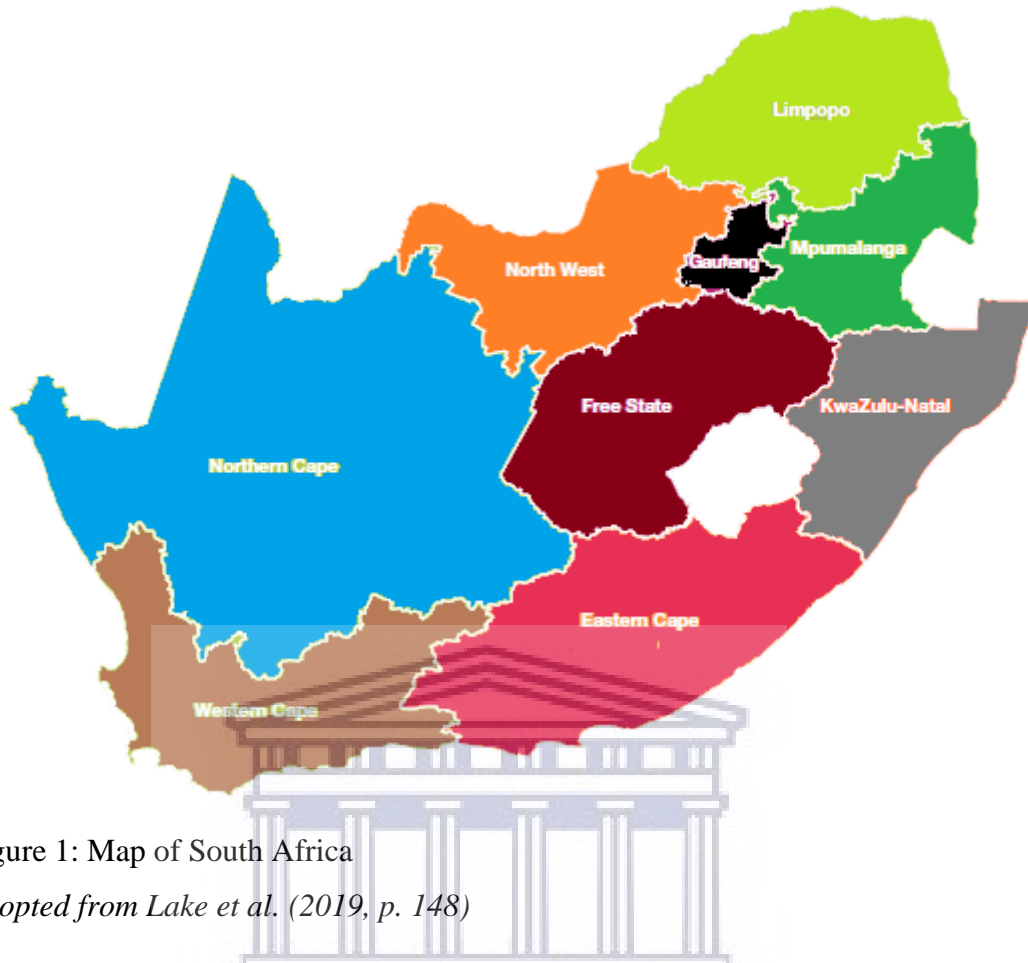 Limpopo
Mpumalanga
Gauteng
North West
Free State
KwaZulu-Natal
Northern Cape
Eastern Cape
Western Cape
gure 1: Map of South Africa
opted from Lake et al. (2019, p. 148)